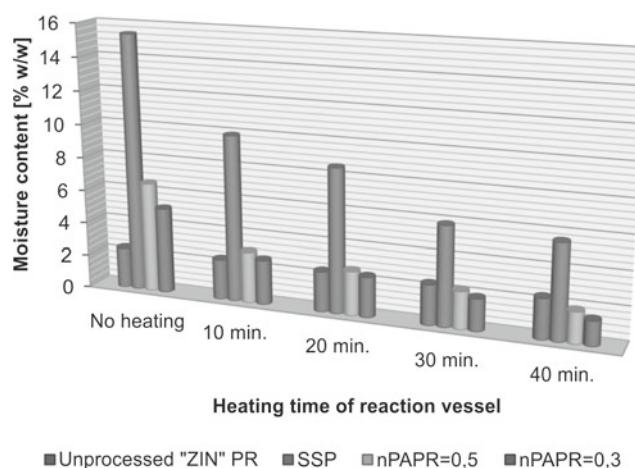 Moisture content [% w/w]
16
14
12
10
8
6
4
2
0
No heating
10 min.
20 min.
30 min.
40 min.
Heating time of reaction vessel
Unprocessed "ZIN" PR SSP nPAPR=0,5 nPAPR=0,3